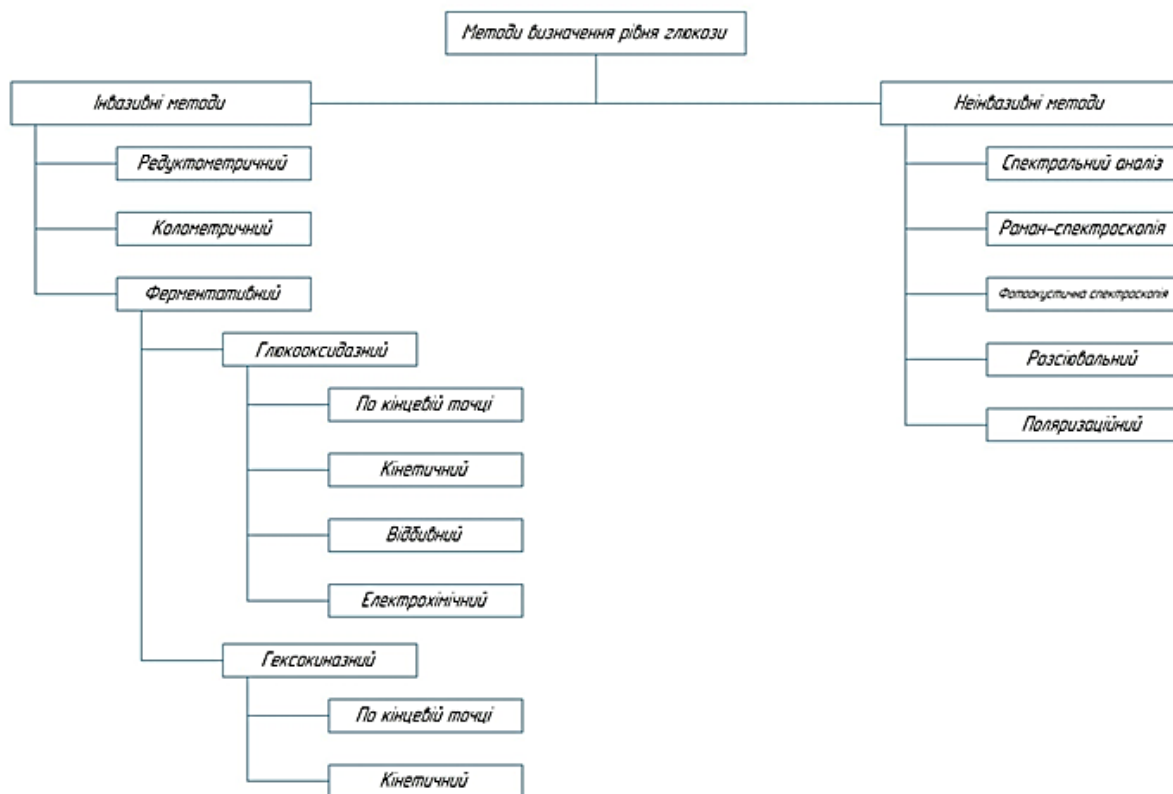 Методи визначення рівня глюкози
Інвазивні методи
Неінвазивні методи
Редуктометричний
Колометричний
Ферментативний
Глюкооксидазний
По кінцевій точці
Кінетичний
Відбивний
Електрохімічний
Гексокиназний
По кінцевій точці
Кінетичний
Спектральний аналіз
Раман-спектроскопія
Фотоакустична спектроскопія
Розсіювальний
Поляризаційний